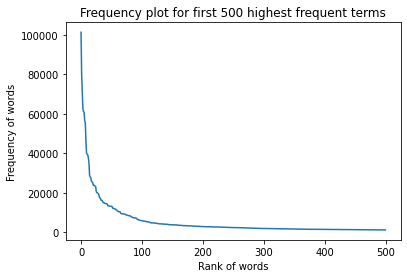 Frequency plot for first 500 highest frequent terms
100000
80000
60000
40000
20000
0
Frequency of words
0 100 200 300 400 500
Rank of words